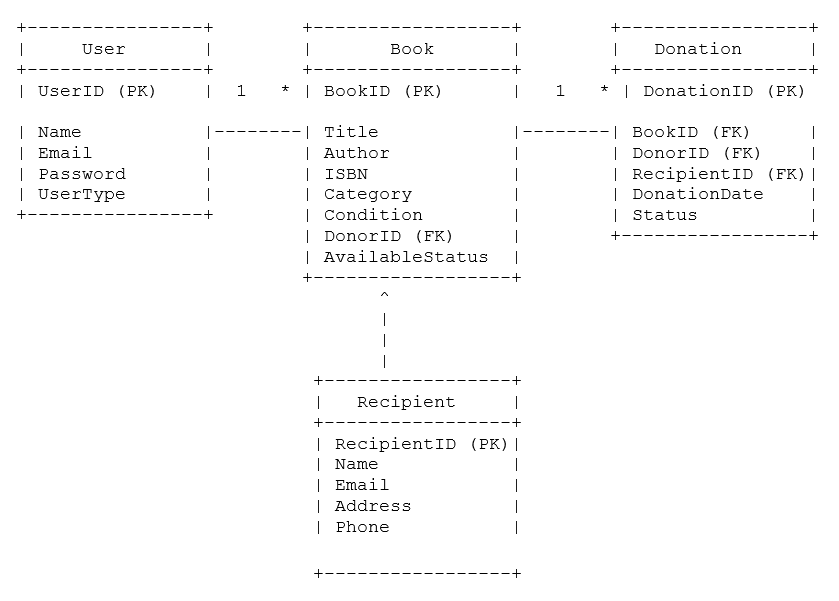 +----------------+        +-----------------+        +-----------------+
|     User       |        |       Book       |        |   Donation      |
+----------------+        +-----------------+        +-----------------+
| UserID (PK)    |  1   * | BookID (PK)      |   1   * | DonationID (PK)
| Name           |--------| Title            |--------| BookID (FK)     |
| Email          |        | Author           |        | DonorID (FK)    |
| Password       |        | ISBN             |        | RecipientID (FK)|
| UserType       |        | Category         |        | DonationDate    |
+----------------+        | Condition        |        | Status          |
                          | DonorID (FK)     |        +-----------------+
                          | AvailableStatus  |
                          +------------------+
                                 ^
                                 |
                                 |
                                 |
                           +-----------------+
                           |   Recipient     |
                           +-----------------+
                           | RecipientID (PK)|
                           | Name            |
                           | Email           |
                           | Address         |
                           | Phone           |
                           +-----------------+